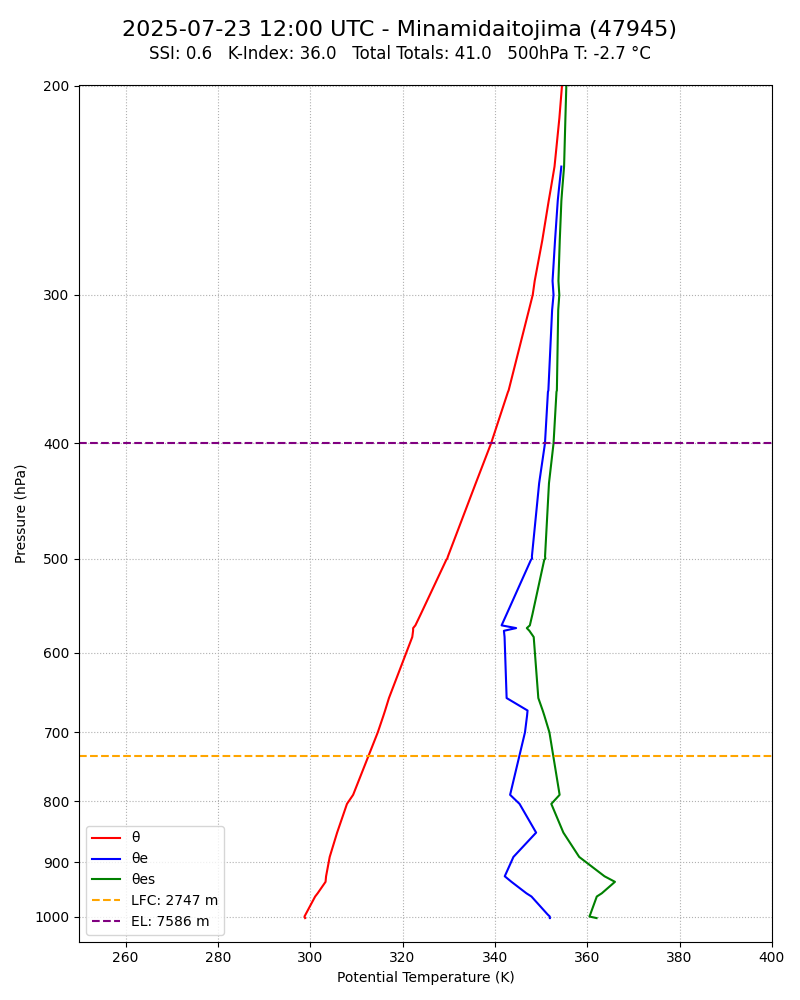 2025-07-23 12:00 UTC - Minamidaitojima (47945)
SSI: 0.6   K-Index: 36.0   Total Totals: 41.0   500hPa T: -2.7 °C
200
300
400
500
600
700
800
900
1000
Pressure (hPa)
θ
θe
θes
LFC: 2747 m
EL: 7586 m
260 280 300 320 340 360 380 400
Potential Temperature (K)